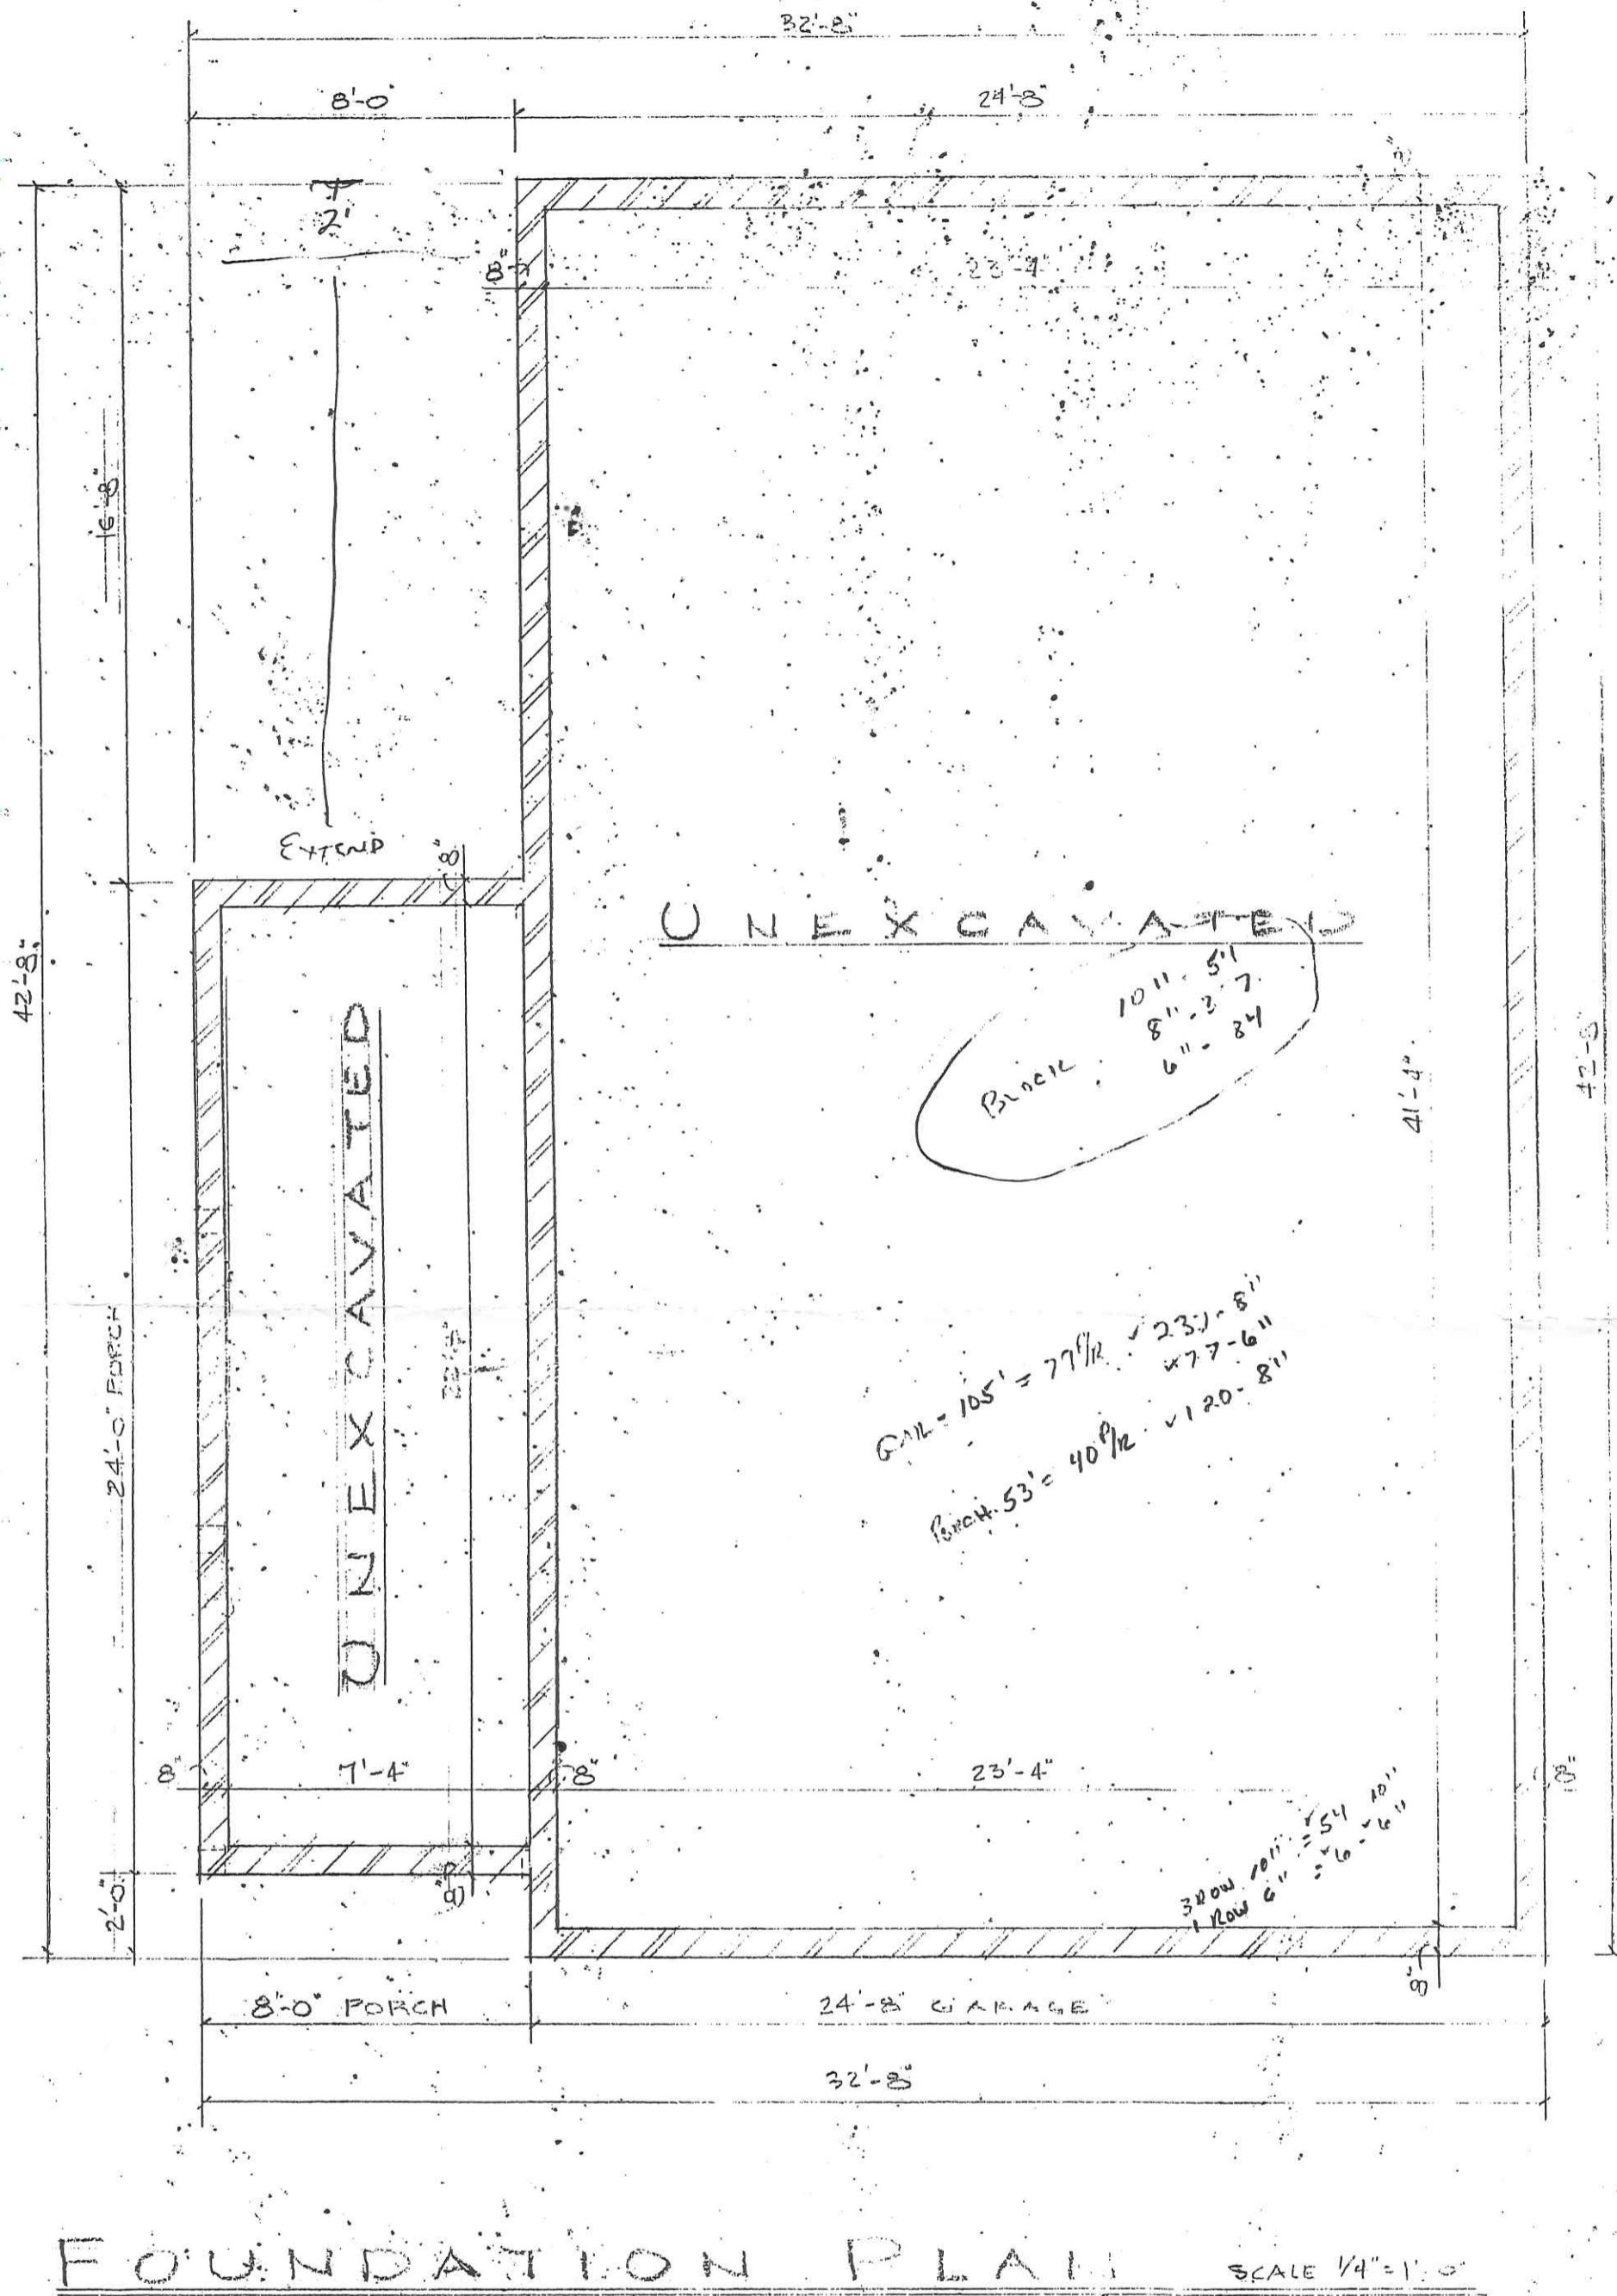 32'-8"
8'-0"
24'-8"
2'
8"
23'-4"
16'-8"
EXTEND
8"
UNEXCAVATED
42'-8"
BLOCK
10" - 54
8" - 3 7
6" - 84
42'-8"
41'-4"
UNEXCAVATED
24'-0" PORCH
GAR - 105' = 77 P/R ✓ 231 - 8"
✓77-6"
PORCH 53' = 40 P/R ✓120-8"
8"
7'-4"
8"
23'-4"
8"
3 ROW 10" = ✓54 - 10"
1 ROW 6" = ✓6 - 6"
8"
2'-0"
8"
8'-0" PORCH
24'-8" GARAGE
32'-8"
FOUNDATION PLAN
SCALE 1/4"=1'-0"